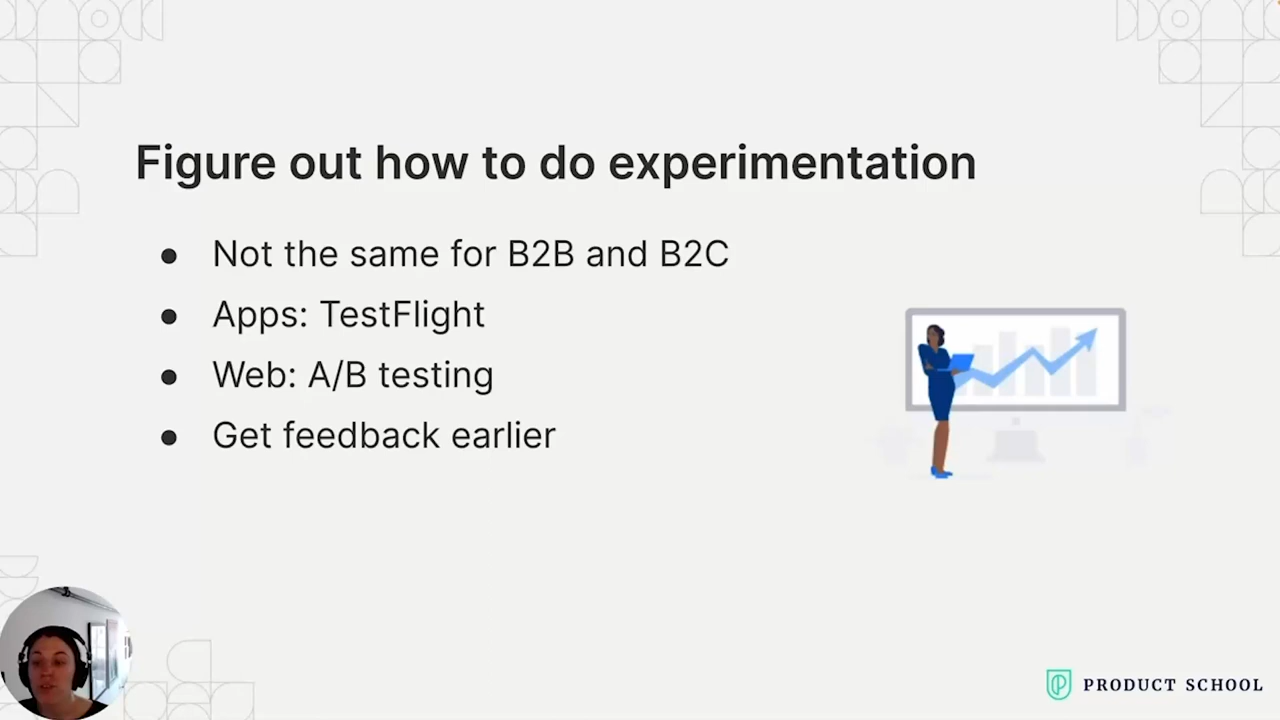 Figure out how to do experimentation
● Not the same for B2B and B2C
● Apps: TestFlight
● Web: A/B testing
● Get feedback earlier
PRODUCT SCHOOL